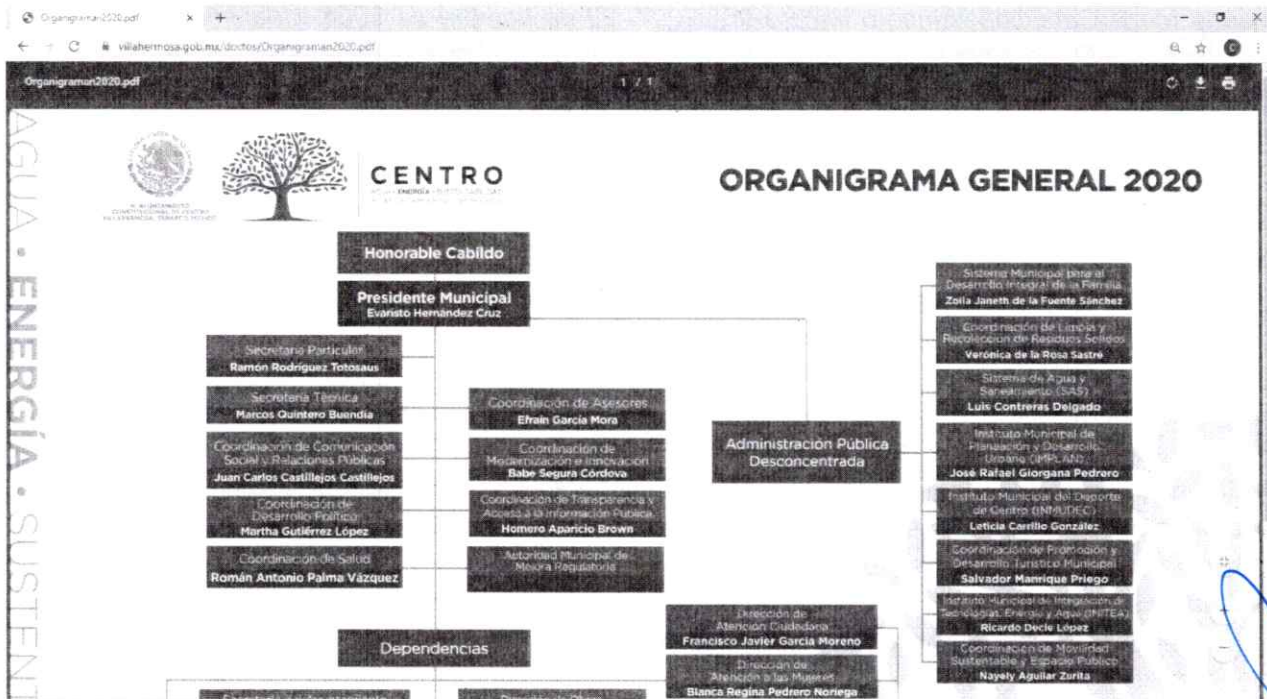 Organigrama-2020.pdf
villahermosa.gob.mx/doctos/Organigraman2020.pdf
Organigraman2020.pdf
1 / 1
AGUA • ENERGÍA • SUSTENT
CENTRO
ORGANIGRAMA GENERAL 2020
Honorable Cabildo
Presidente Municipal
Evaristo Hernández Cruz
Secretaría Particular
Ramón Rodríguez Totosaus
Secretaría Técnica
Marcos Quintero Buendía
Coordinación de Comunicación
Social y Relaciones Públicas
Juan Carlos Castillejos Castillejos
Coordinación de
Desarrollo Político
Martha Gutiérrez López
Coordinación de Salud
Román Antonio Palma Vázquez
Coordinación de Asesores
Efraín García Mora
Coordinación de
Modernización e Innovación
Babe Segura Córdova
Coordinación de Transparencia y
Acceso a la Información Pública
Homero Aparicio Brown
Autoridad Municipal de
Mejora Regulatoria
Administración Pública
Desconcentrada
Sistema Municipal para el
Desarrollo Integral de la Familia
Zoila Janeth de la Fuente Sánchez
Coordinación de Limpia y
Recolección de Residuos Sólidos
Verónica de la Rosa Sastré
Sistema de Agua y
Saneamiento (SAS)
Luis Contreras Delgado
Instituto Municipal de
Planeación y Desarrollo
Urbano (IMPLAN)
José Rafael Giorgana Pedrero
Instituto Municipal del Deporte
de Centro (INMUDEC)
Leticia Carrillo González
Coordinación de Promoción y
Desarrollo Turístico Municipal
Salvador Manrique Priego
Instituto Municipal de Integración de
Tecnologías, Energía y Agua (INITEA)
Ricardo Decle López
Coordinación de Movilidad
Sustentable y Espacio Público
Nayely Aguilar Zurita
Dependencias
Dirección de
Atención Ciudadana
Francisco Javier García Moreno
Dirección de
Atención a las Mujeres
Blanca Regina Pedrero Noriega